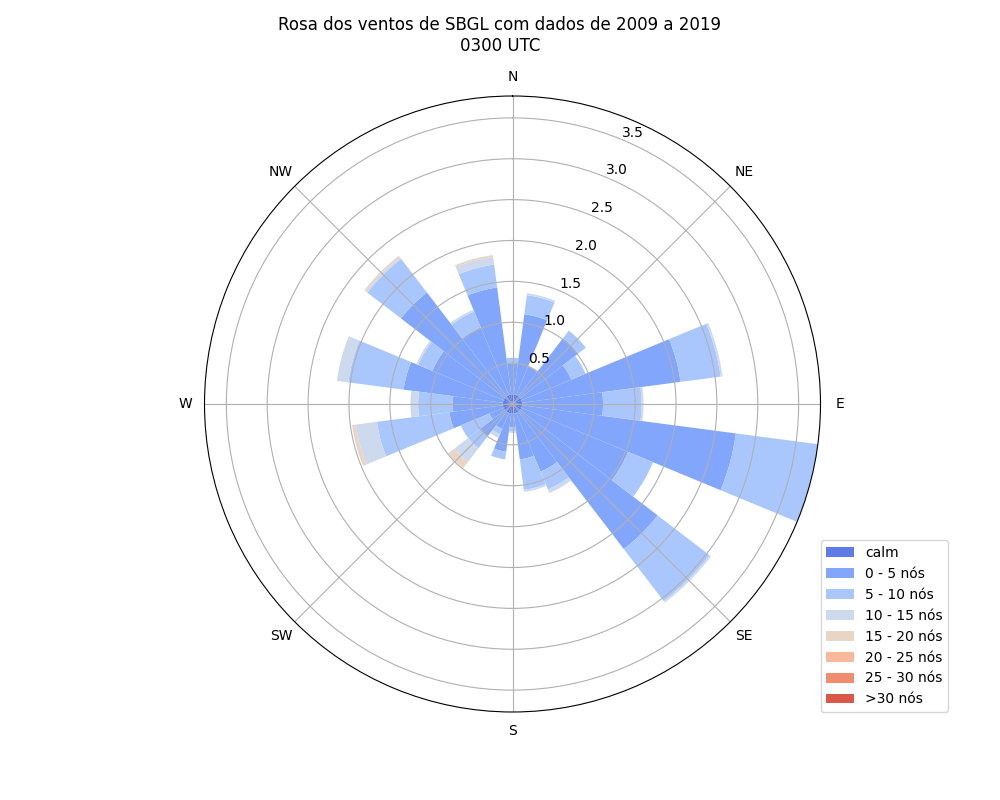 Rosa dos ventos de SBGL com dados de 2009 a 2019
0300 UTC
N
NW
NE
3.5
3.0
2.5
2.0
1.5
1.0
0.5
W
E
SW
SE
S
calm
0 - 5 nós
5 - 10 nós
10 - 15 nós
15 - 20 nós
20 - 25 nós
25 - 30 nós
>30 nós